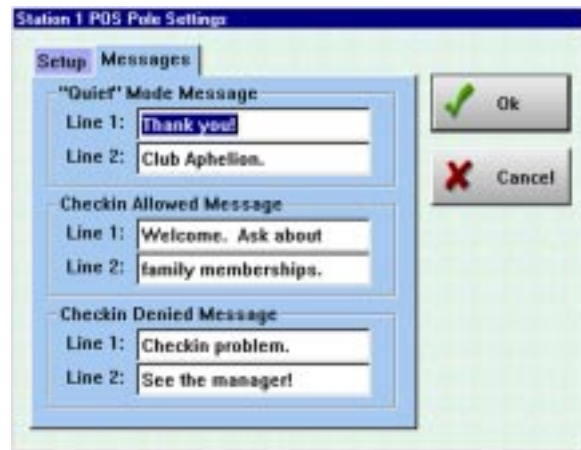 Station 1 POS Pole Settings
Setup Messages
"Quiet" Mode Message
Line 1: Thank you!
Line 2: Club Aphelion.
Checkin Allowed Message
Line 1: Welcome. Ask about
Line 2: family memberships.
Checkin Denied Message
Line 1: Checkin problem.
Line 2: See the manager!
Ok
Cancel